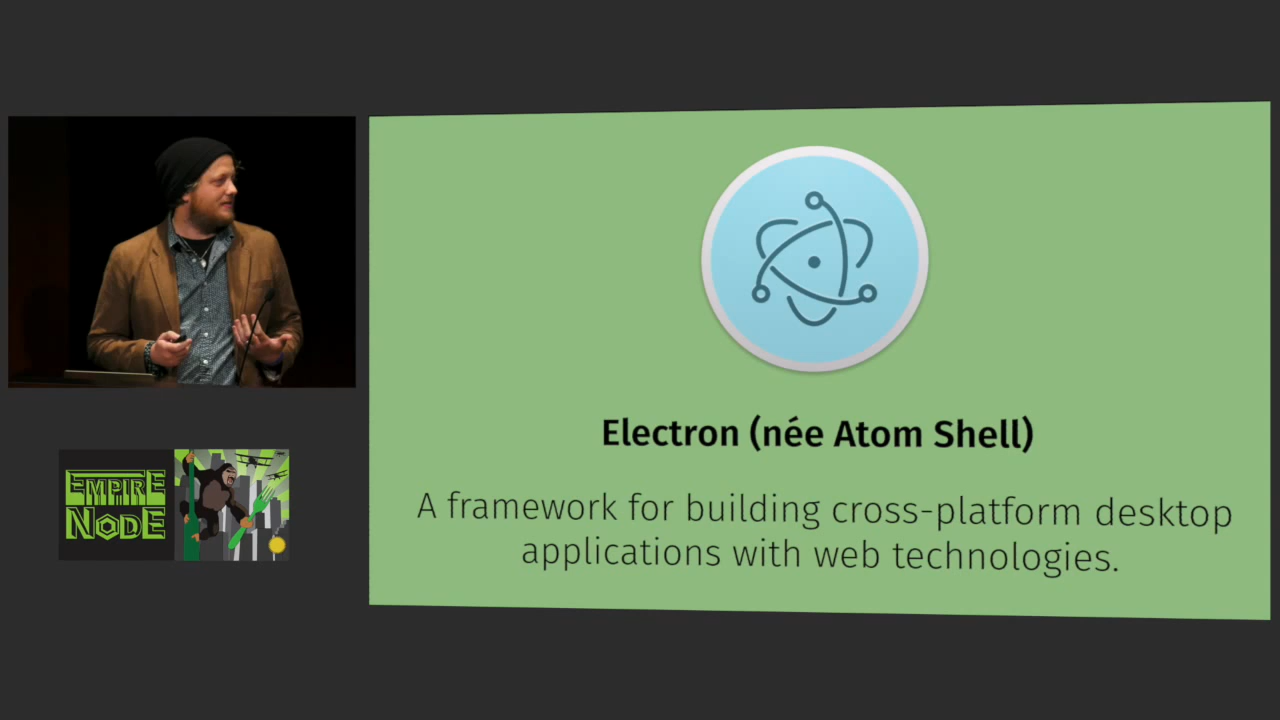 EMPIRE
NODE
Electron (née Atom Shell)
A framework for building cross-platform desktop
applications with web technologies.